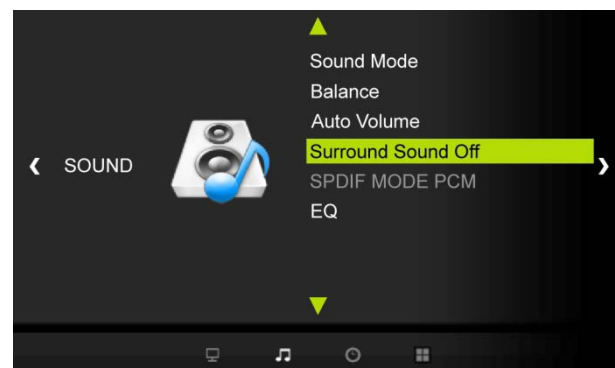 Sound Mode
Balance
Auto Volume
SOUND
Surround Sound Off
SPDIF MODE PCM
EQ